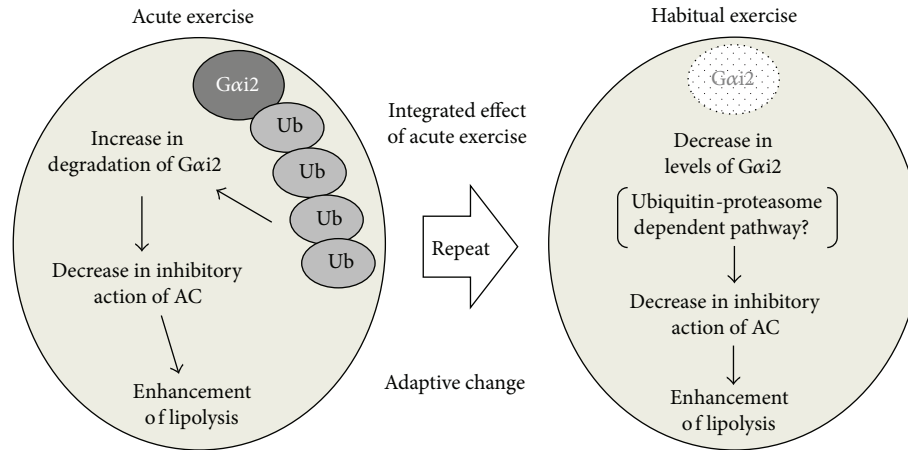 Acute exercise
Gαi2
Ub
Ub
Ub
Ub
Increase in
degradation of Gαi2
Decrease in inhibitory
action of AC
Enhancement
of lipolysis
Integrated effect
of acute exercise
Repeat
Adaptive change
Habitual exercise
Gαi2
Decrease in
levels of Gαi2
Ubiquitin-proteasome
dependent pathway?
Decrease in inhibitory
action of AC
Enhancement
of lipolysis